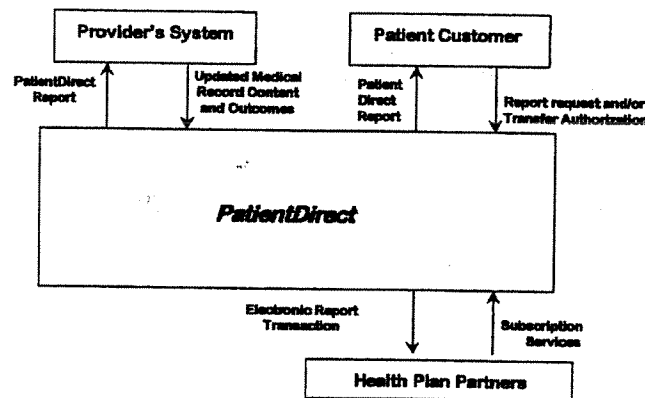 Provider's System
Patient Customer
PatientDirect
Report
Updated Medical
Record Content
and Outcomes
Patient
Direct
Report
Report request and/or
Transfer Authorization
PatientDirect
Electronic Report
Transaction
Subscription
Services
Health Plan Partners